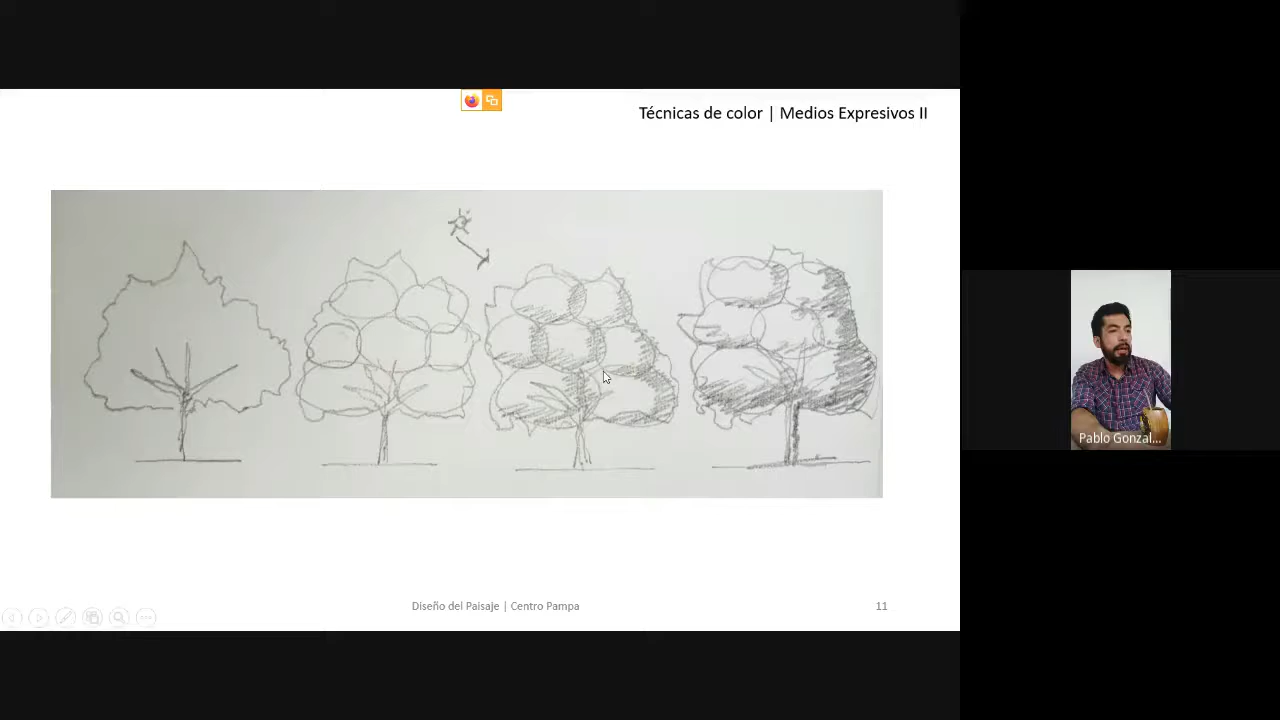 Técnicas de color | Medios Expresivos II
Pablo Gonzal...
Diseño del Paisaje | Centro Pampa
11